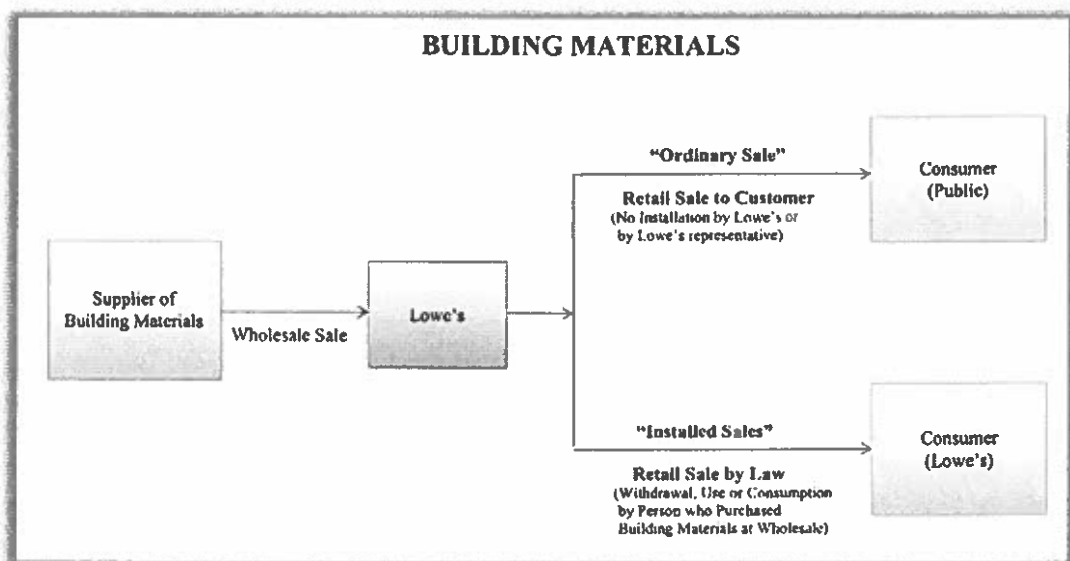 BUILDING MATERIALS
Supplier of
Building Materials
Wholesale Sale
Lowe's
“Ordinary Sale”
Retail Sale to Customer
(No Installation by Lowe's or
by Lowe's representative)
Consumer
(Public)
“Installed Sales”
Retail Sale by Law
(Withdrawal, Use or Consumption
by Person who Purchased
Building Materials at Wholesale)
Consumer
(Lowe's)